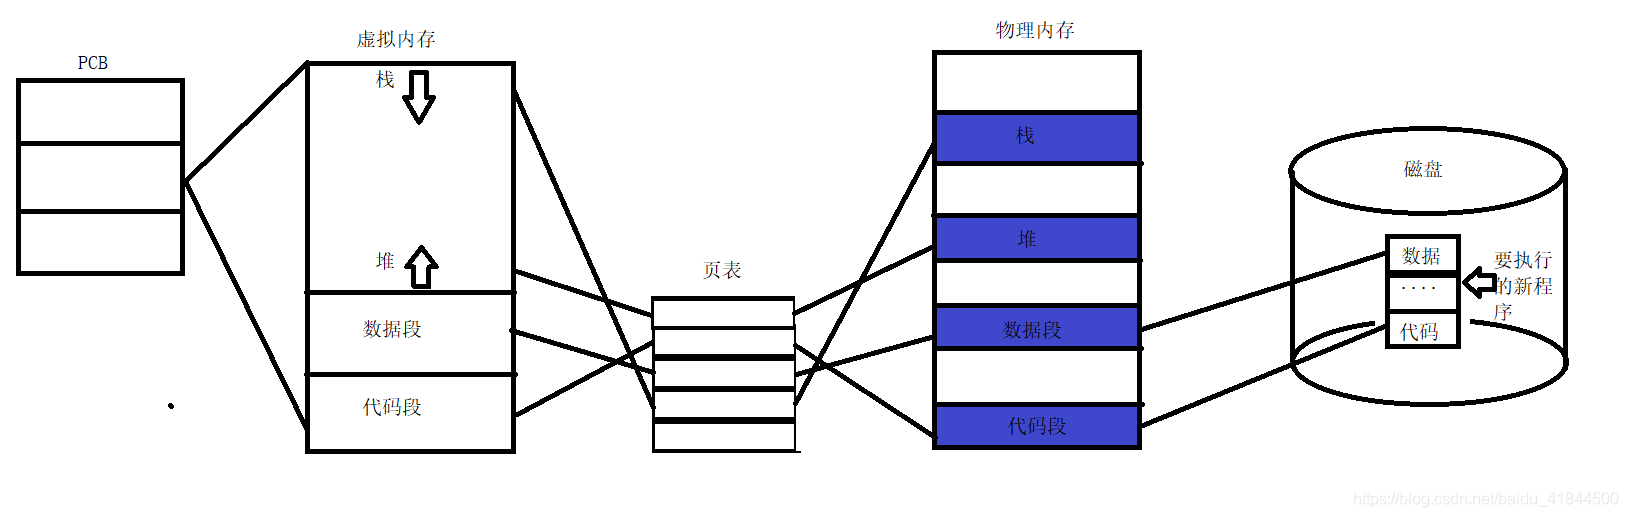 PCB
虚拟内存
栈
堆
数据段
代码段
页表
物理内存
栈
堆
数据段
代码段
磁盘
数据
....
代码
要执行
的新程
序
https://blog.csdn.net/baidu_41844500